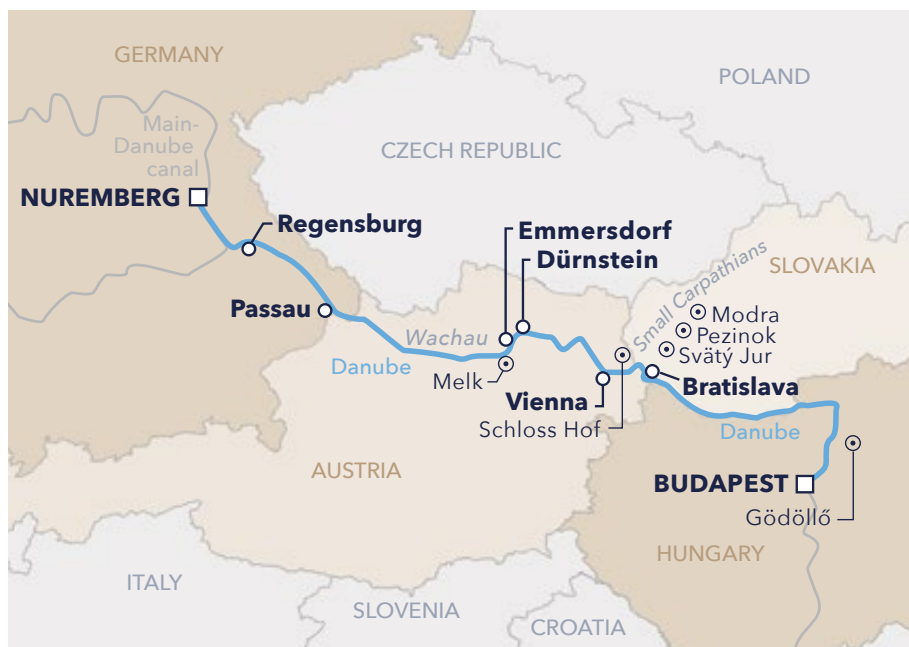 GERMANY
POLAND
Main-
Danube
canal
CZECH REPUBLIC
NUREMBERG
Regensburg
Emmersdorf
Dürnstein
Small Carpathians
SLOVAKIA
Passau
Wachau
Modra
Pezinok
Svätý Jur
Danube
Melk
Vienna
Bratislava
Schloss Hof
Danube
AUSTRIA
BUDAPEST
Gödöllő
HUNGARY
ITALY
SLOVENIA
CROATIA